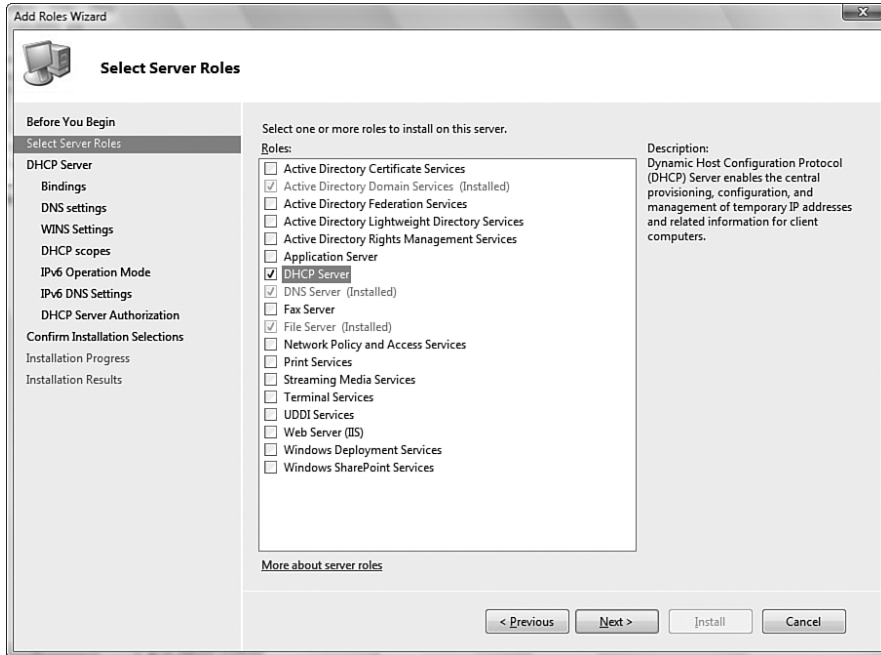 Add Roles Wizard
Select Server Roles
Before You Begin
Select Server Roles
DHCP Server
Bindings
DNS settings
WINS Settings
DHCP scopes
IPv6 Operation Mode
IPv6 DNS Settings
DHCP Server Authorization
Confirm Installation Selections
Installation Progress
Installation Results
Select one or more roles to install on this server.
Roles:
Active Directory Certificate Services
Active Directory Domain Services (Installed)
Active Directory Federation Services
Active Directory Lightweight Directory Services
Active Directory Rights Management Services
Application Server
DHCP Server
DNS Server (Installed)
Fax Server
File Server (Installed)
Network Policy and Access Services
Print Services
Streaming Media Services
Terminal Services
UDDI Services
Web Server (IIS)
Windows Deployment Services
Windows SharePoint Services
More about server roles
Description:
Dynamic Host Configuration Protocol
(DHCP) Server enables the central
provisioning, configuration, and
management of temporary IP addresses
and related information for client
computers.
< Previous
Next >
Install
Cancel